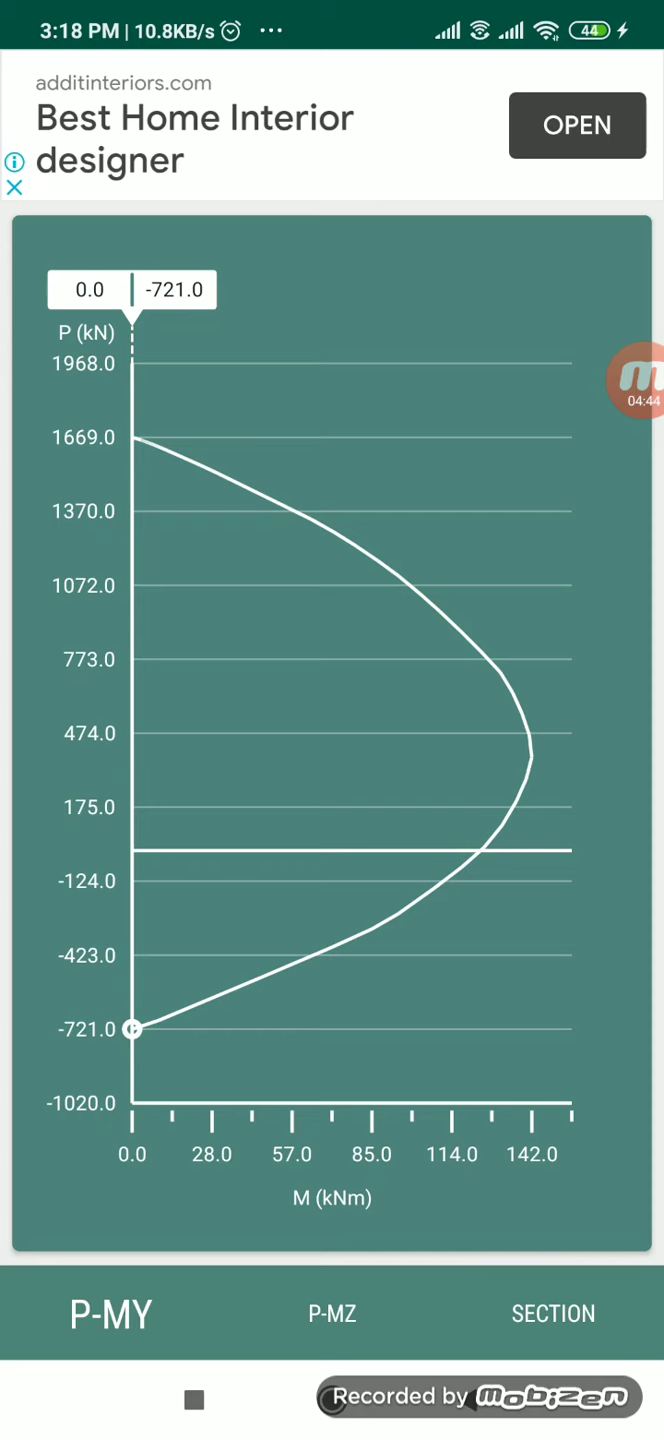 3:18 PM | 10.8KB/s ...
44
additinteriors.com
Best Home Interior
designer
OPEN
0.0 -721.0
P (kN)
1968.0
04:44
1669.0
1370.0
1072.0
773.0
474.0
175.0
-124.0
-423.0
-721.0
-1020.0
0.0 28.0 57.0 85.0 114.0 142.0
M (kNm)
P-MY P-MZ SECTION
Recorded by mobizen